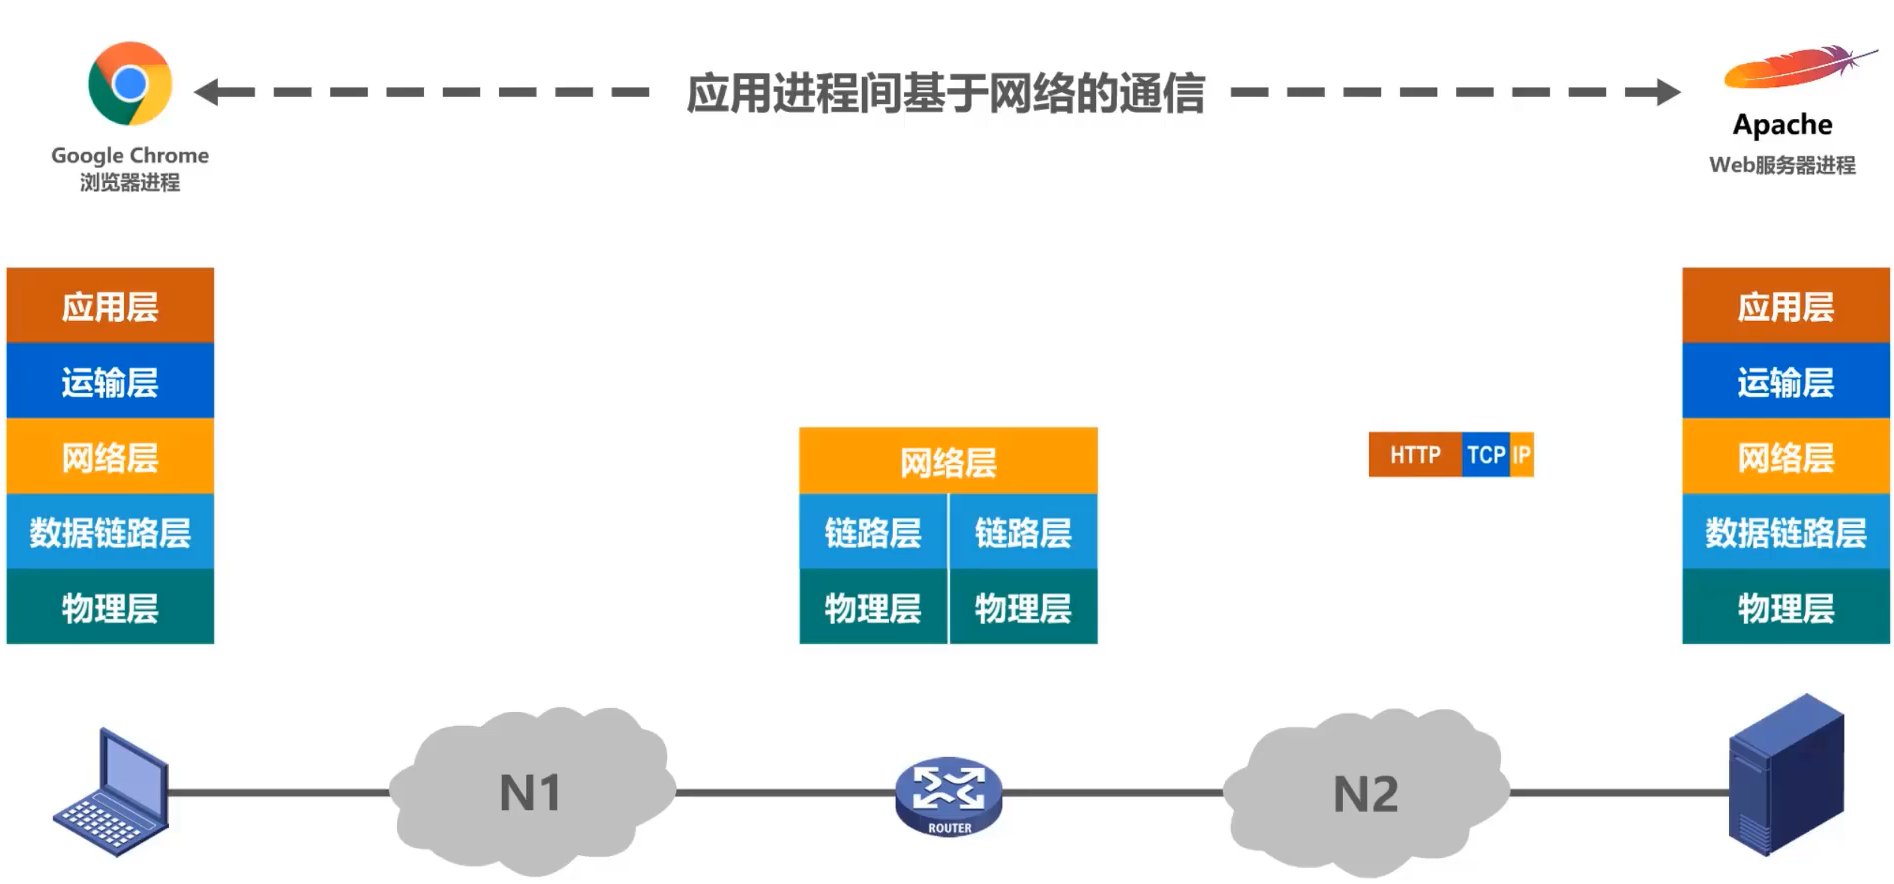 应用进程间基于网络的通信
Google Chrome
浏览器进程
Apache
Web服务器进程
应用层
运输层
网络层
数据链路层
物理层
网络层
链路层 链路层
物理层 物理层
HTTP TCP IP
应用层
运输层
网络层
数据链路层
物理层
N1
ROUTER
N2